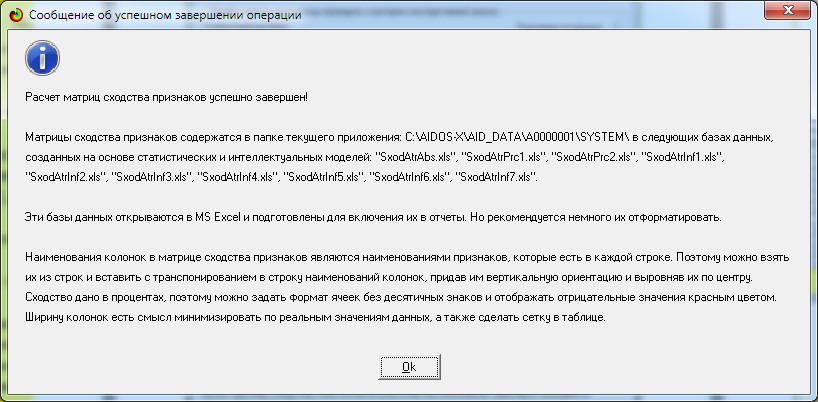 Сообщение об успешном завершении операции
Расчет матриц сходства признаков успешно завершен!
Матрицы сходства признаков содержатся в папке текущего приложения: C:\AIDOS-X\AID_DATA\A0000001\SYSTEM\ в следующих базах данных,
созданных на основе статистических и интеллектуальных моделей: "SxodAtrAbs.xls", "SxodAtrPrc1.xls", "SxodAtrPrc2.xls", "SxodAtrInf1.xls",
"SxodAtrInf2.xls", "SxodAtrInf3.xls", "SxodAtrInf4.xls", "SxodAtrInf5.xls", "SxodAtrInf6.xls", "SxodAtrInf7.xls".
Эти базы данных открываются в MS Excel и подготовлены для включения их в отчеты. Но рекомендуется немного их отформатировать.
Наименования колонок в матрице сходства признаков являются наименованиями признаков, которые есть в каждой строке. Поэтому можно взять
их из строк и вставить с транспонированием в строку наименований колонок, придав им вертикальную ориентацию и выровняв их по центру.
Сходство дано в процентах, поэтому можно задать формат ячеек без десятичных знаков и отображать отрицательные значения красным цветом.
Ширину колонок есть смысл минимизировать по реальным значениям данных, а также сделать сетку в таблице.
Ok